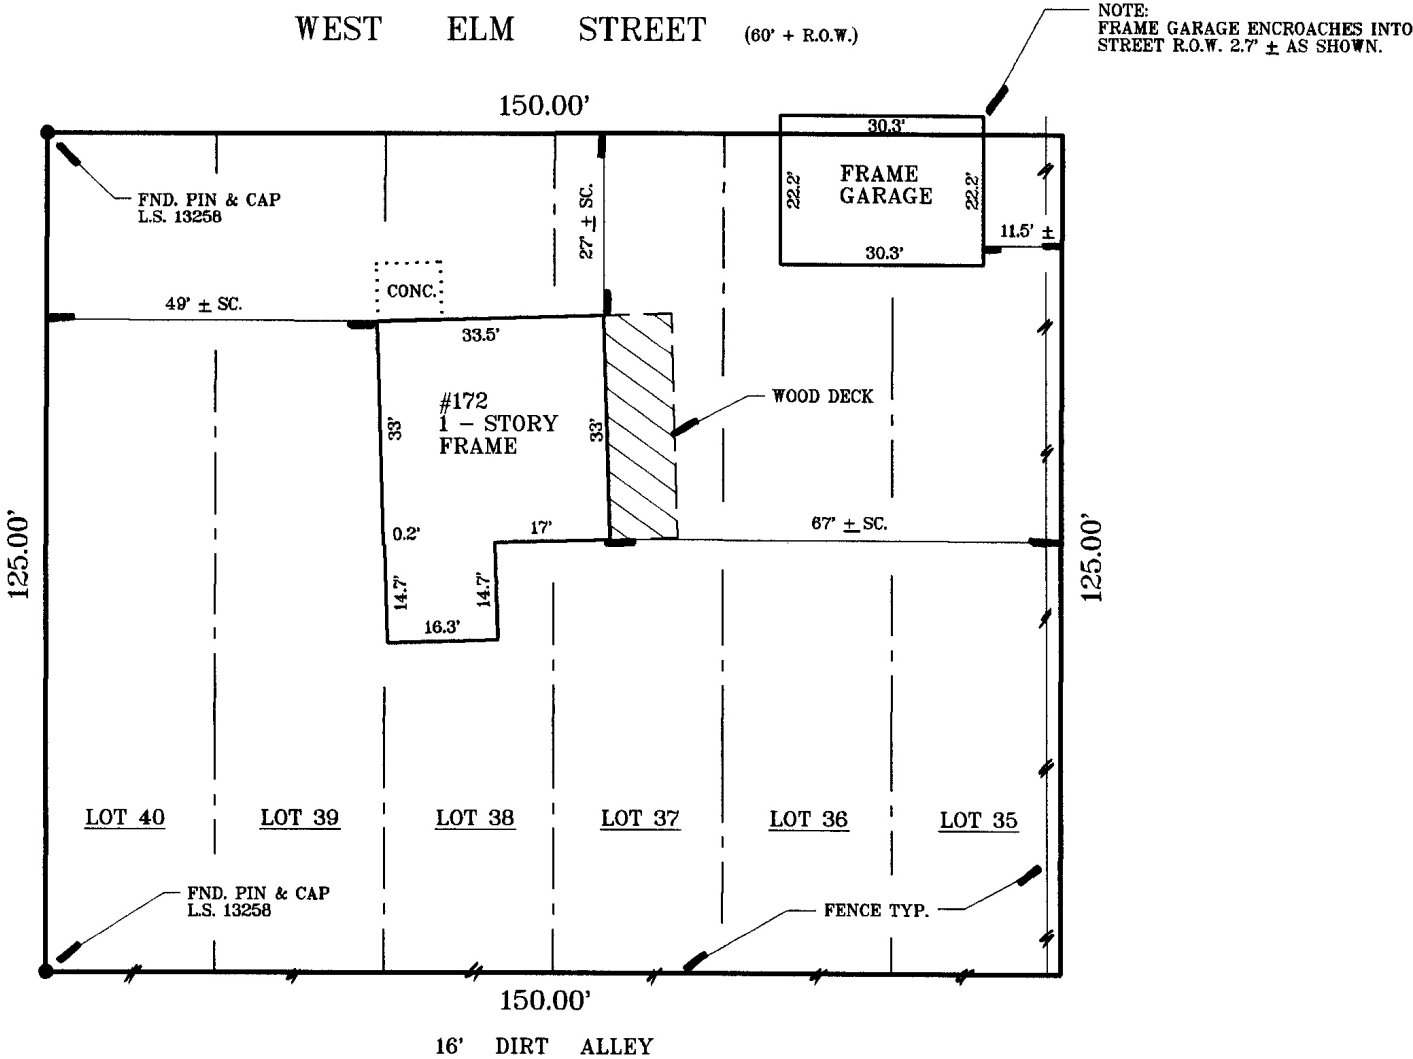 WEST ELM STREET (60' + R.O.W.)
NOTE:
FRAME GARAGE ENCROACHES INTO
STREET R.O.W. 2.7' ± AS SHOWN.
150.00'
30.3'
FRAME
GARAGE
22.2'
22.2'
30.3'
11.5' ±
FND. PIN & CAP
L.S. 13258
27' ± SC.
CONC.
49' ± SC.
33.5'
#172
1 - STORY
FRAME
33'
33'
WOOD DECK
0.2'
17'
67' ± SC.
125.00'
125.00'
14.7'
14.7'
16.3'
LOT 40
LOT 39
LOT 38
LOT 37
LOT 36
LOT 35
FND. PIN & CAP
L.S. 13258
FENCE TYP.
150.00'
16' DIRT ALLEY